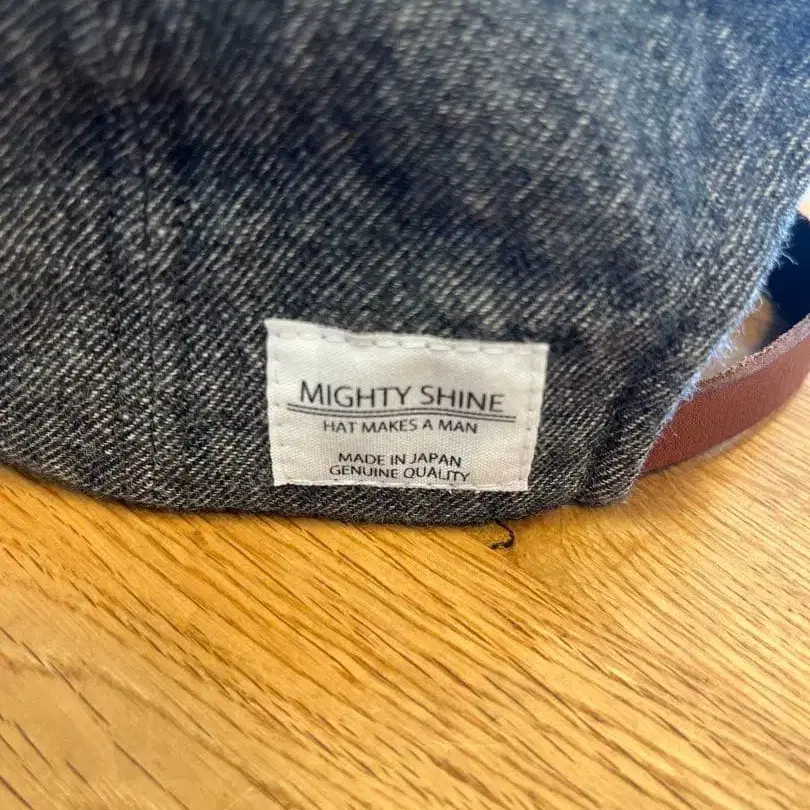 MIGHTY SHINE
HAT MAKES A MAN
MADE IN JAPAN
GENUINE QUALITY